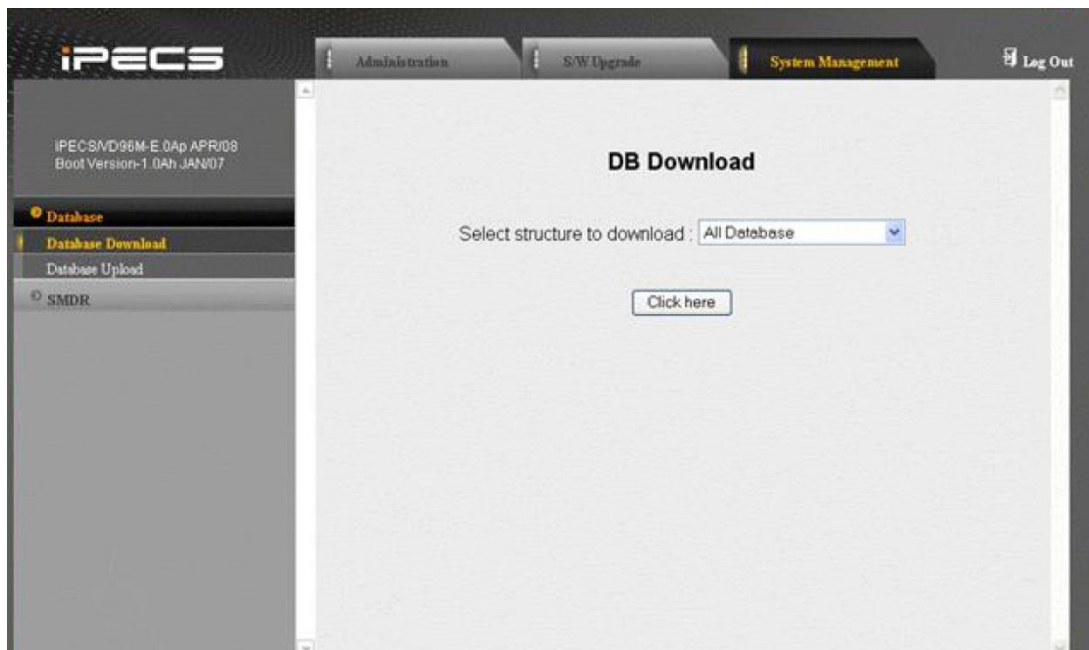 iPECS
Administration
S/W Upgrade
System Management
Log Out
iPECS/VD96M-E.0Ap APR/08
Boot Version-1.0Ah JAN/07
Database
Database Download
Database Upload
SMDR
DB Download
Select structure to download : All Database
Click here